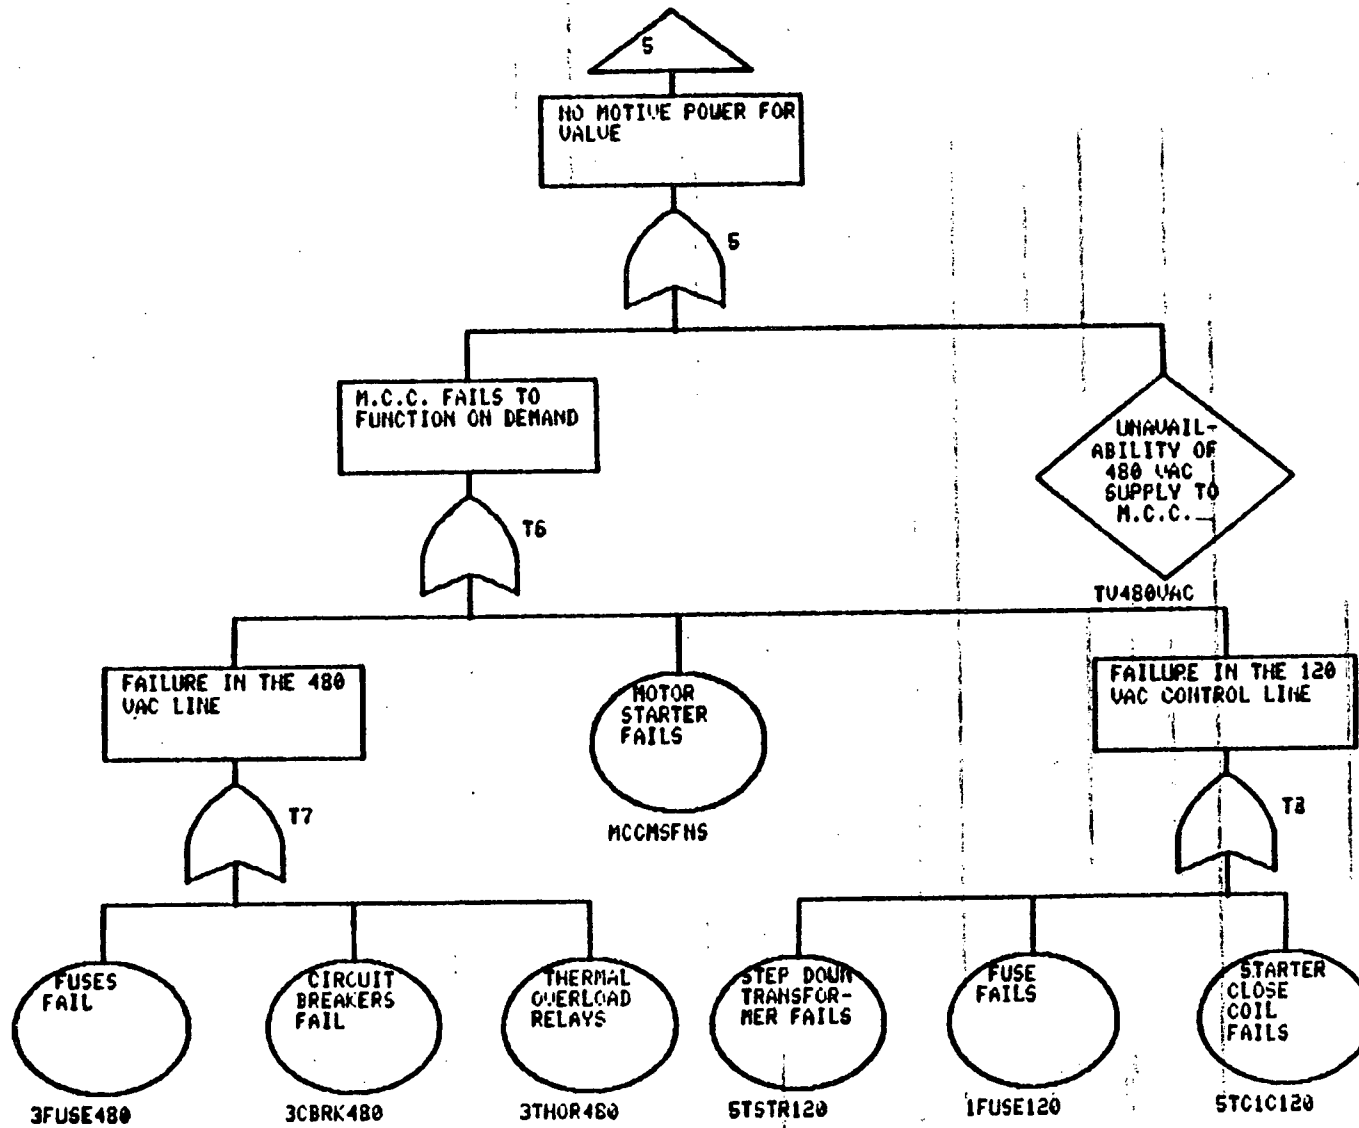 5
NO MOTIVE POWER FOR
VALUE
5
M.C.C. FAILS TO
FUNCTION ON DEMAND
UNAVAIL-
ABILITY OF
480 VAC
SUPPLY TO
M.C.C.
T6
TV480VAC
FAILURE IN THE 480
VAC LINE
MOTOR
STARTER
FAILS
FAILURE IN THE 120
VAC CONTROL LINE
T7
MCCMSFNS
T8
FUSES
FAIL
CIRCUIT
BREAKERS
FAIL
THERMAL
OVERLOAD
RELAYS
STEP DOWN
TRANSFOR-
MER FAILS
FUSE
FAILS
STARTER
CLOSE
COIL
FAILS
3FUSE480
3CBRK480
3THOR480
5TSTR120
1FUSE120
5TC1C120